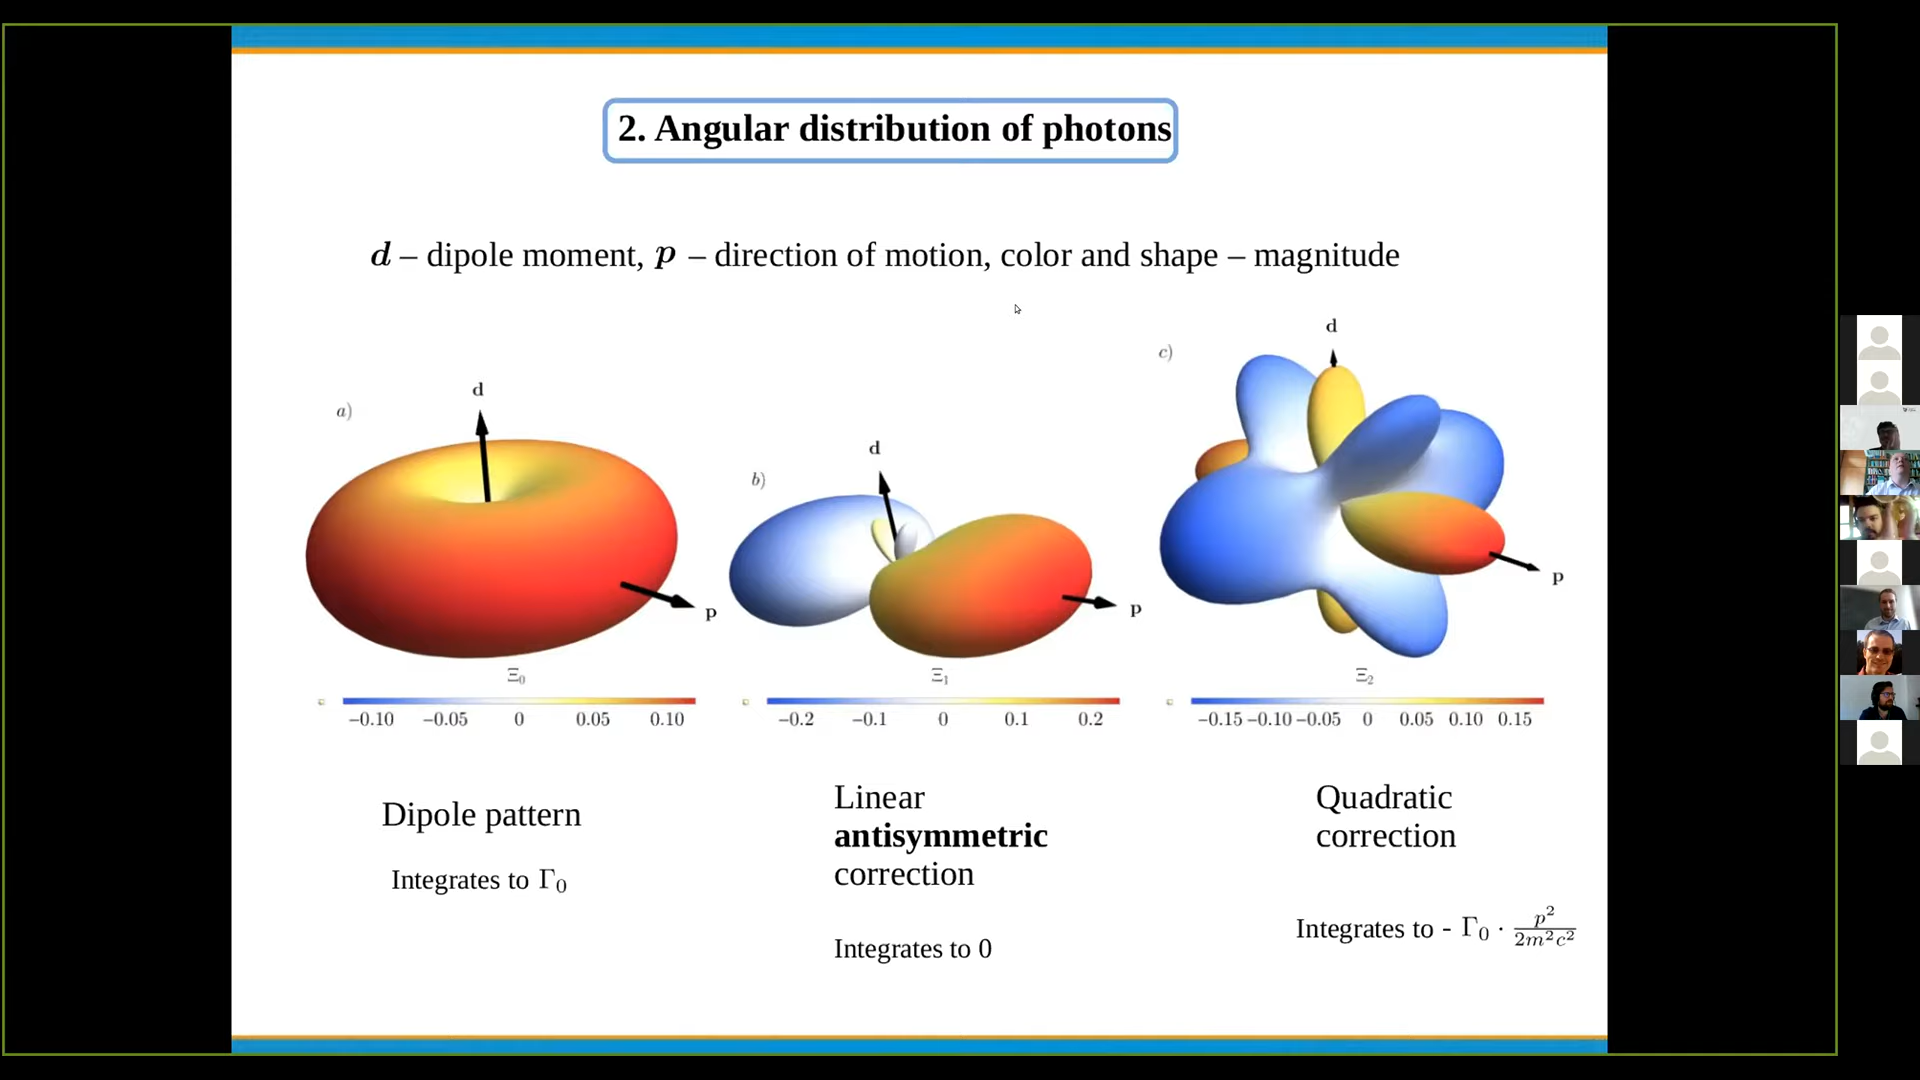 2. Angular distribution of photons
d – dipole moment, p – direction of motion, color and shape – magnitude
a)
d
p
Ξ₀
−0.10 −0.05 0 0.05 0.10
b)
d
p
Ξ₁
−0.2 −0.1 0 0.1 0.2
c)
d
p
Ξ₂
−0.15 −0.10 −0.05 0 0.05 0.10 0.15
Dipole pattern
Integrates to Γ₀
Linear
antisymmetric
correction
Integrates to 0
Quadratic
correction
Integrates to - Γ₀ · p²/2m²c²